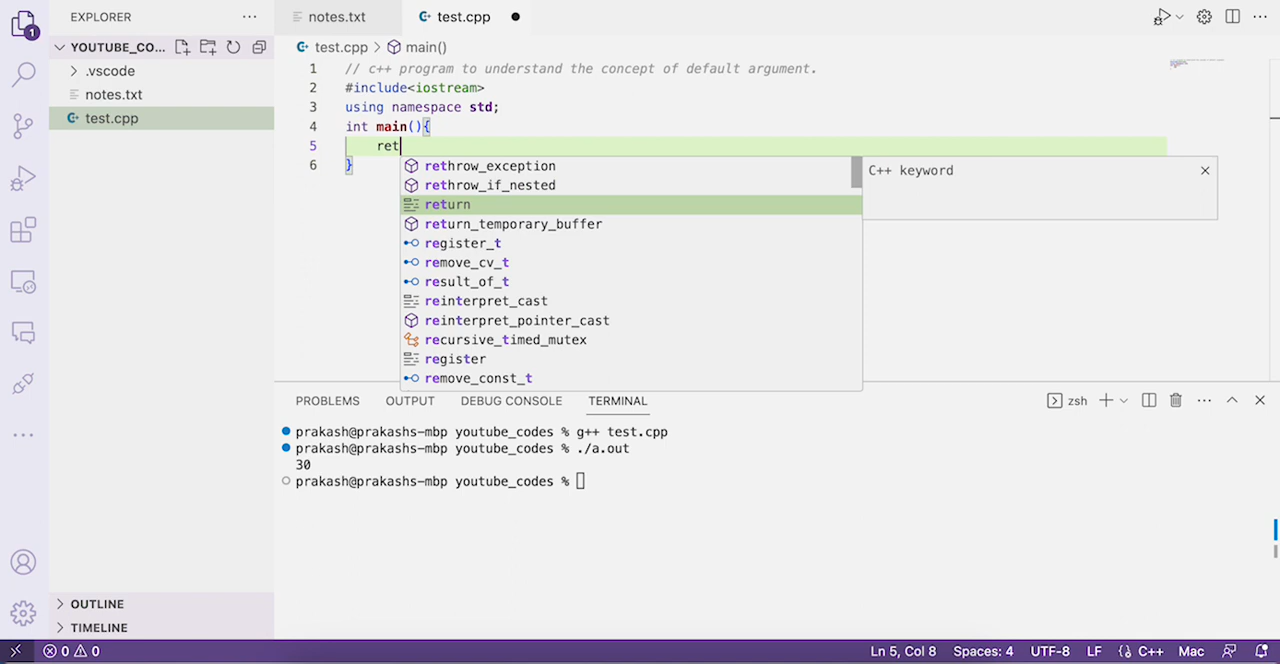 EXPLORER
1
YOUTUBE_CO...
.vscode
notes.txt
test.cpp
OUTLINE
TIMELINE
notes.txt
test.cpp
test.cpp > main()
1 // c++ program to understand the concept of default argument.
2 #include<iostream>
3 using namespace std;
4 int main(){
5 ret
6 }
rethrow_exception
rethrow_if_nested
return
return_temporary_buffer
register_t
remove_cv_t
result_of_t
reinterpret_cast
reinterpret_pointer_cast
recursive_timed_mutex
register
remove_const_t
C++ keyword
PROBLEMS OUTPUT DEBUG CONSOLE TERMINAL
zsh
prakash@prakashs-mbp youtube_codes % g++ test.cpp
prakash@prakashs-mbp youtube_codes % ./a.out
30
prakash@prakashs-mbp youtube_codes %
0 0 Ln 5, Col 8 Spaces: 4 UTF-8 LF {} C++ Mac